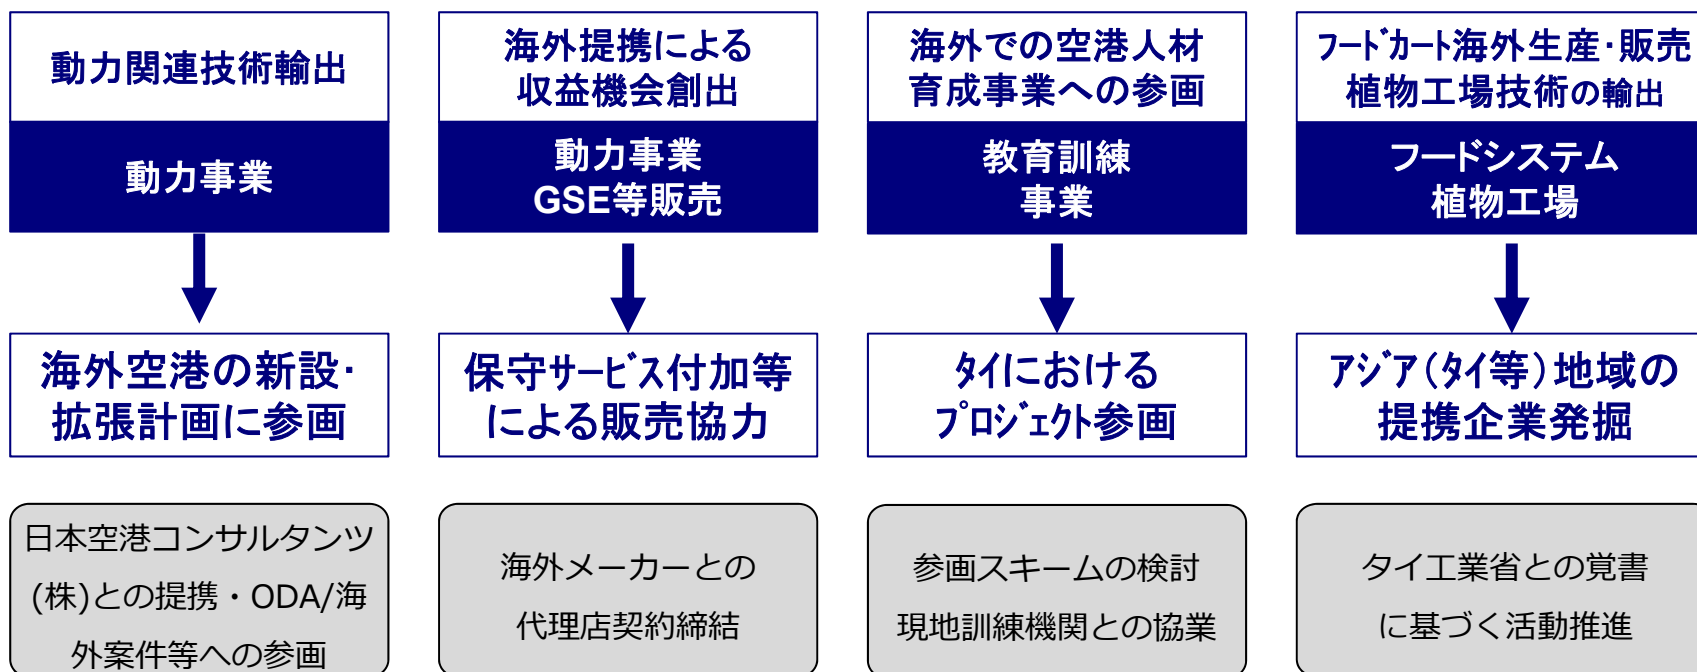 動力関連技術輸出
動力事業
海外空港の新設・
拡張計画に参画
日本空港コンサルタンツ
(株)との提携・ODA/海
外案件等への参画
海外提携による
収益機会創出
動力事業
GSE等販売
保守ｻｰﾋﾞｽ付加等
による販売協力
海外メーカーとの
代理店契約締結
海外での空港人材
育成事業への参画
教育訓練
事業
ﾀｲにおける
ﾌﾟﾛｼﾞｪｸﾄ参画
参画スキームの検討
現地訓練機関との協業
ﾌｰﾄﾞｶｰﾄ海外生産・販売
植物工場技術の輸出
フードシステム
植物工場
ｱｼﾞｱ（ﾀｲ等）地域の
提携企業発掘
タイ工業省との覚書
に基づく活動推進